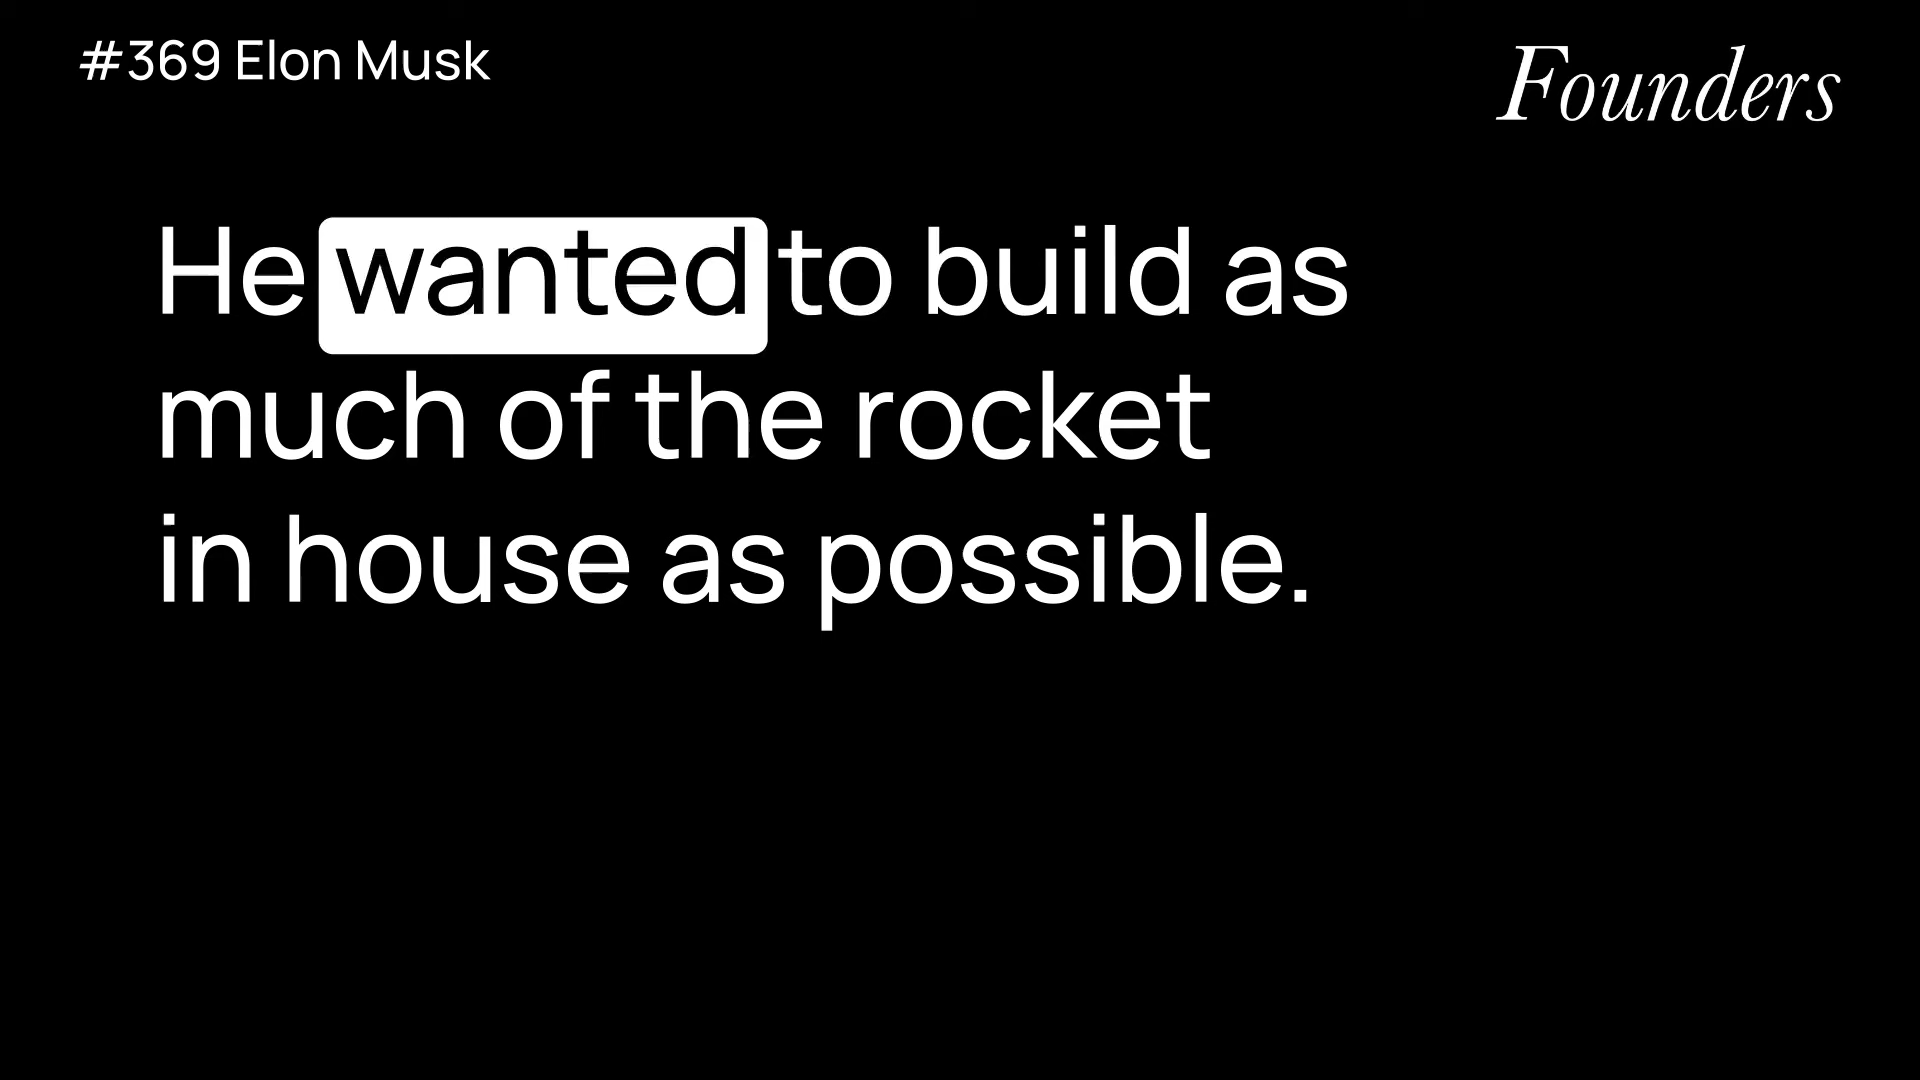 #369 Elon Musk
Founders
He wanted to build as
much of the rocket
in house as possible.